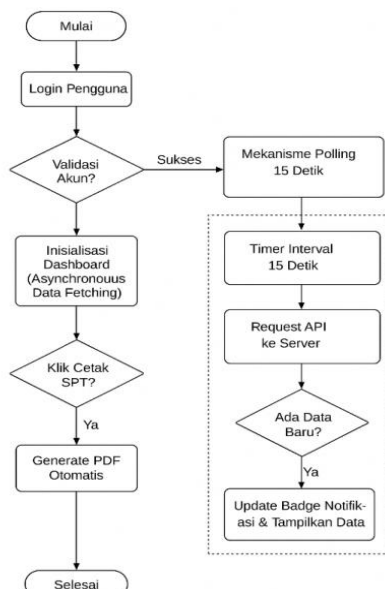 Mulai
Login Pengguna
Validasi
Akun?
Sukses
Mekanisme Polling
15 Detik
Inisialisasi
Dashboard
(Asynchronouus
Data Fetching)
Timer Interval
15 Detik
Request API
ke Server
Klik Cetak
SPT?
Ada Data
Baru?
Ya
Generate PDF
Otomatis
Ya
Update Badge Notifik-
asi & Tampilkan Data
Selesai